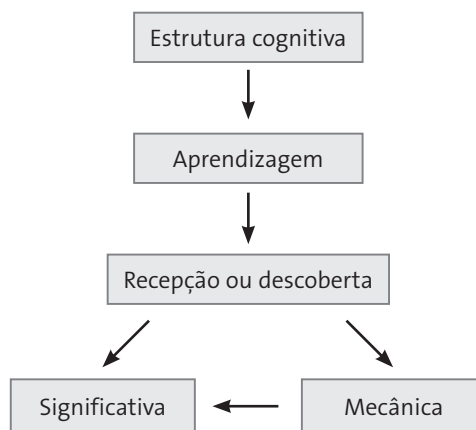 Estrutura cognitiva
Aprendizagem
Recepção ou descoberta
Significativa
Mecânica